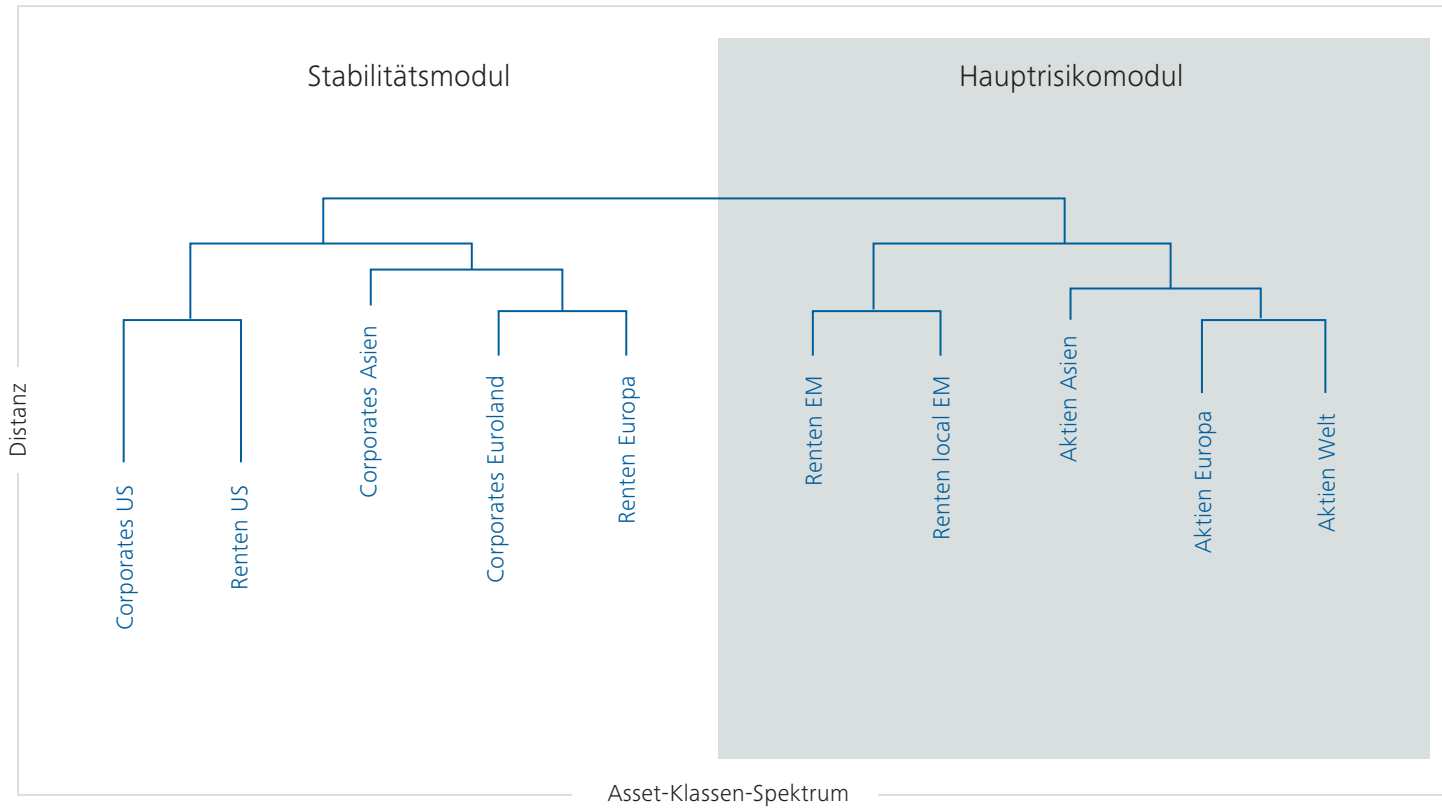 Stabilitätsmodul
Hauptrisikomodul
Distanz
Corporates US
Renten US
Corporates Asien
Corporates Euroland
Renten Europa
Renten EM
Renten local EM
Aktien Asien
Aktien Europa
Aktien Welt
Asset-Klassen-Spektrum